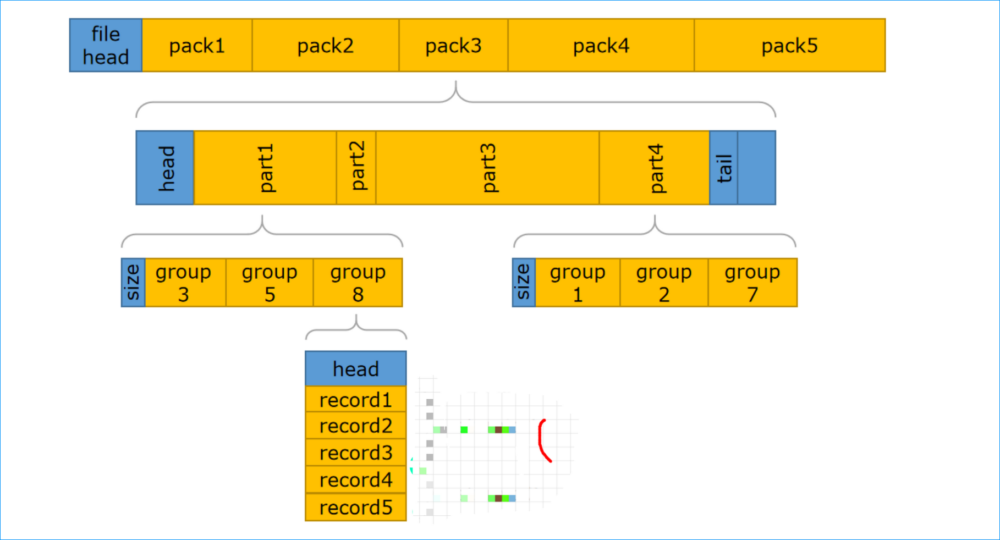 file
head
pack1
pack2
pack3
pack4
pack5
head
part1
part2
part3
part4
tail
size
group
3
group
5
group
8
size
group
1
group
2
group
7
head
record1
record2
record3
record4
record5